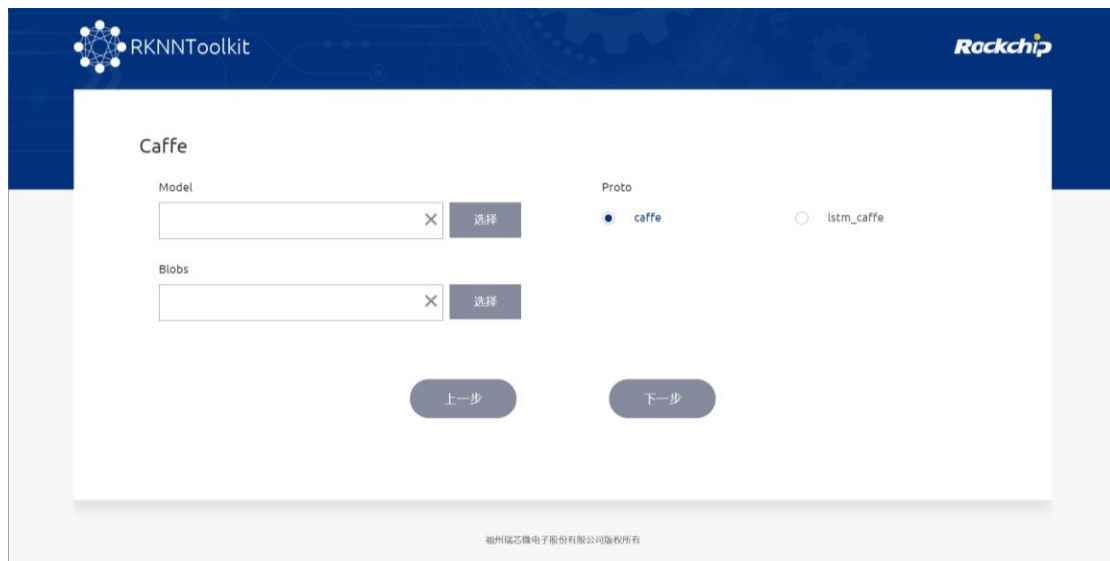 RKNNToolkit
Rockchip
Caffe
Model
Proto
选择
caffe
lstm_caffe
Blobs
选择
上一步
下一步
福州瑞芯微电子股份有限公司版权所有